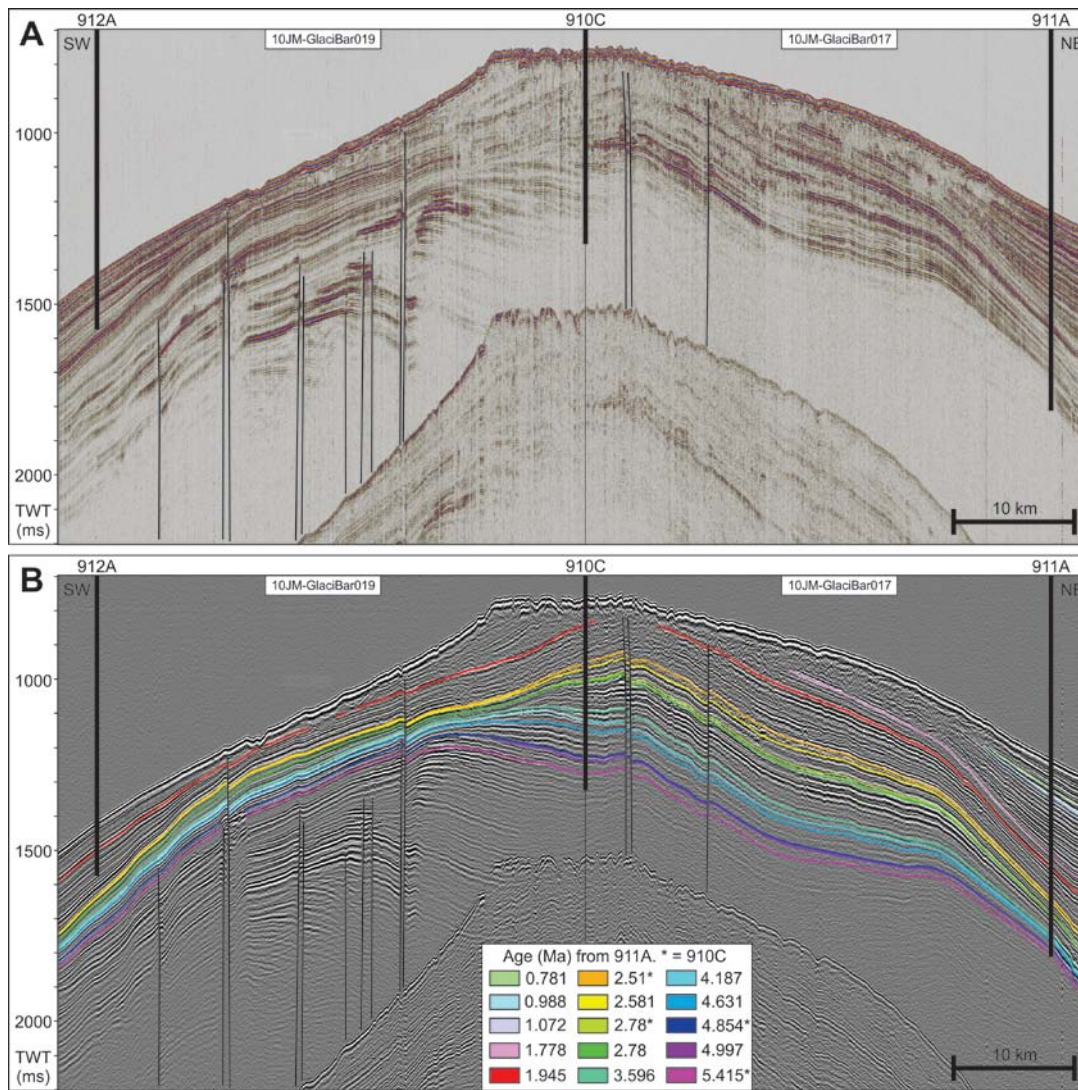 912A 910C 911A
A SW 10JM-GlaciBar019 10JM-GlaciBar017 NE
1000
1500
2000
TWT
(ms)
10 km
912A 910C 911A
B SW 10JM-GlaciBar019 10JM-GlaciBar017 NE
1000
1500
2000
TWT
(ms)
Age (Ma) from 911A. * = 910C
0.781 2.51* 4.187
0.988 2.581 4.631
1.072 2.78* 4.854*
1.778 2.78 4.997
1.945 3.596 5.415*
10 km